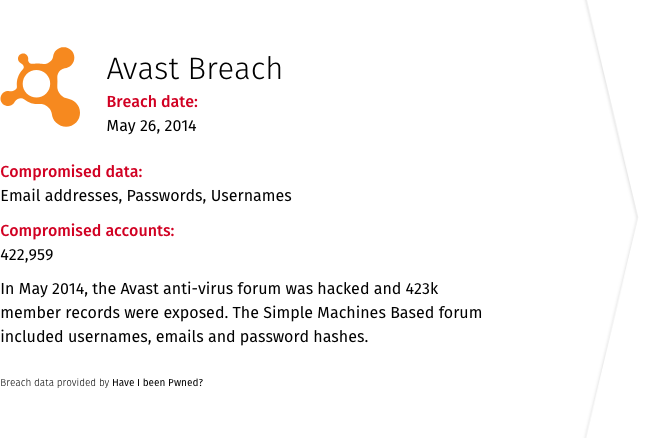 Avast Breach
Breach date:
May 26, 2014
Compromised data:
Email addresses, Passwords, Usernames
Compromised accounts:
422,959
In May 2014, the Avast anti-virus forum was hacked and 423k
member records were exposed. The Simple Machines Based forum
included usernames, emails and password hashes.
Breach data provided by Have I been Pwned?